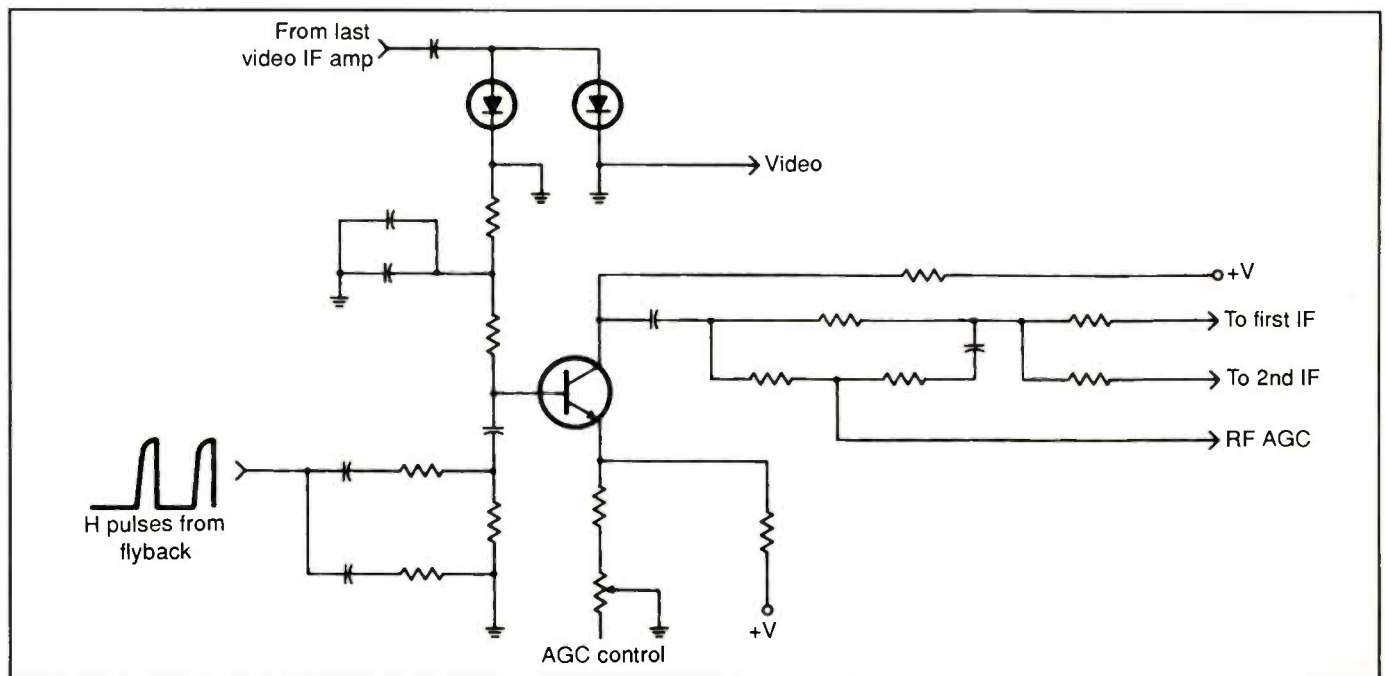 From last
video IF amp
Video
+V
To first IF
To 2nd IF
RF AGC
H pulses from
flyback
+V
AGC control